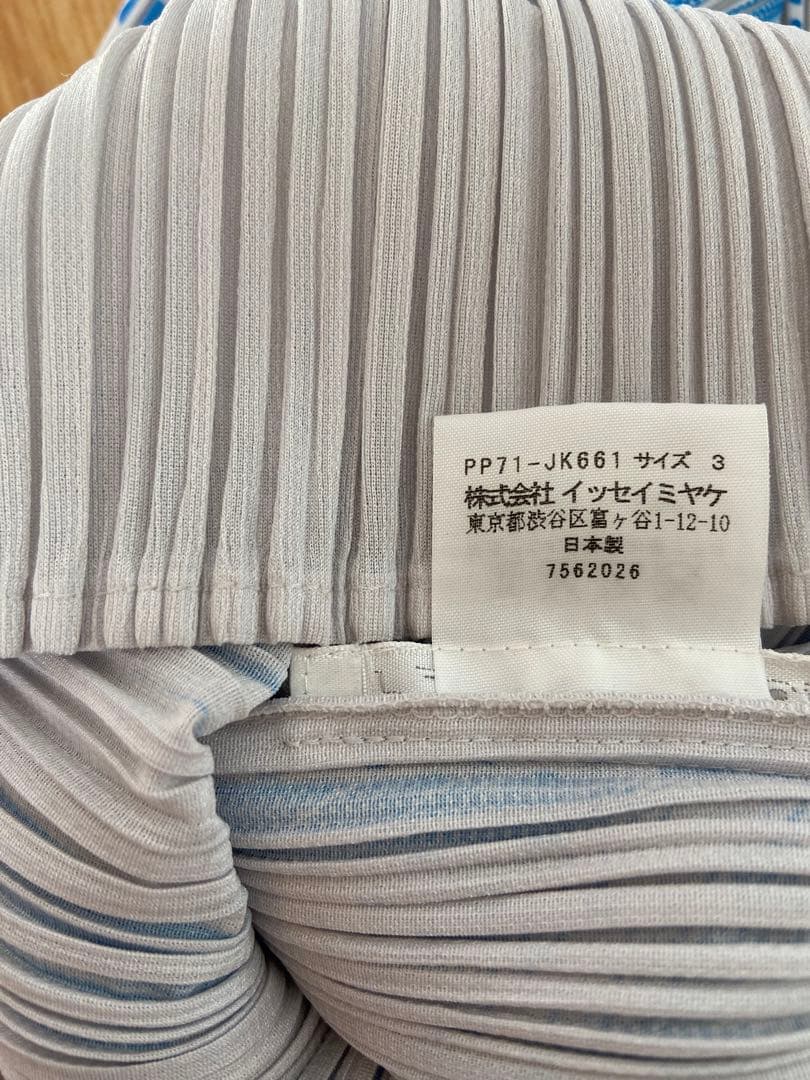 PP71-JK661 サイズ 3
株式会社 イッセイミヤケ
東京都渋谷区富ヶ谷1-12-10
日本製
7562026